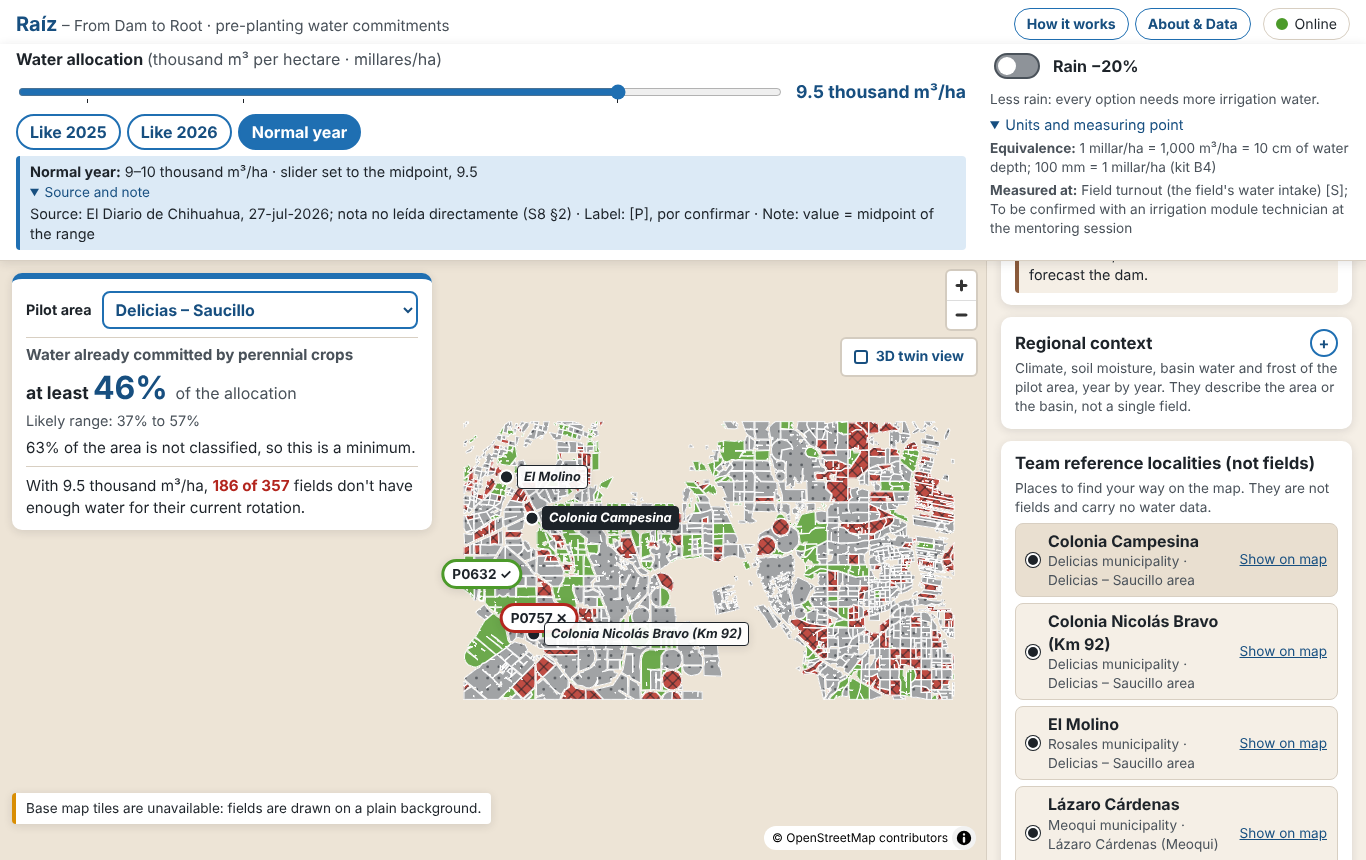 Raíz – From Dam to Root · pre-planting water commitments
How it works
About & Data
Online
Water allocation (thousand m³ per hectare · millares/ha)
9.5 thousand m³/ha
Like 2025
Like 2026
Normal year
Normal year: 9–10 thousand m³/ha · slider set to the midpoint, 9.5
▼ Source and note
Source: El Diario de Chihuahua, 27-jul-2026; nota no leída directamente (S8 §2) · Label: [P], por confirmar · Note: value = midpoint of
the range
Rain −20%
Less rain: every option needs more irrigation water.
▼ Units and measuring point
Equivalence: 1 millar/ha = 1,000 m³/ha = 10 cm of water
depth; 100 mm = 1 millar/ha (kit B4)
Measured at: Field turnout (the field's water intake) [S];
To be confirmed with an irrigation module technician at
the mentoring session
Pilot area
Delicias – Saucillo
Water already committed by perennial crops
at least 46% of the allocation
Likely range: 37% to 57%
63% of the area is not classified, so this is a minimum.
With 9.5 thousand m³/ha, 186 of 357 fields don't have
enough water for their current rotation.
+
−
3D twin view
El Molino
Colonia Campesina
P0632 ✓
P0757 ✕
Colonia Nicolás Bravo (Km 92)
Base map tiles are unavailable: fields are drawn on a plain background.
© OpenStreetMap contributors
forecast the dam.
Regional context
+
Climate, soil moisture, basin water and frost of the
pilot area, year by year. They describe the area or
the basin, not a single field.
Team reference localities (not fields)
Places to find your way on the map. They are not
fields and carry no water data.
Colonia Campesina
Delicias municipality ·
Delicias – Saucillo area
Show on map
Colonia Nicolás Bravo
(Km 92)
Delicias municipality ·
Delicias – Saucillo area
Show on map
El Molino
Rosales municipality ·
Delicias – Saucillo area
Show on map
Lázaro Cárdenas
Meoqui municipality ·
Lázaro Cárdenas (Meoqui)
Show on map